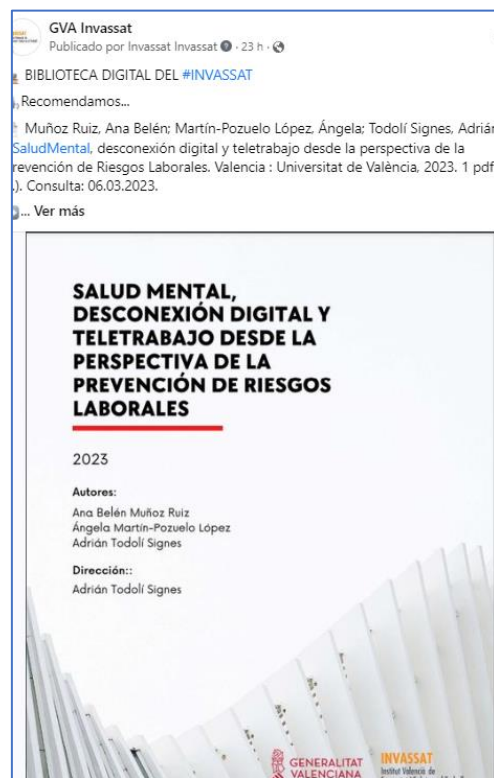 GVA Invassat
Publicado por Invassat Invassat · 23 h ·
BIBLIOTECA DIGITAL DEL #INVASSAT
Recomendamos...
Muñoz Ruiz, Ana Belén; Martín-Pozuelo López, Ángela; Todolí Signes, Adrián
SaludMental, desconexión digital y teletrabajo desde la perspectiva de la
revención de Riesgos Laborales. Valencia : Universitat de València, 2023. 1 pdf
.). Consulta: 06.03.2023.
... Ver más
SALUD MENTAL,
DESCONEXIÓN DIGITAL Y
TELETRABAJO DESDE LA
PERSPECTIVA DE LA
PREVENCIÓN DE RIESGOS
LABORALES
2023
Autores:
Ana Belén Muñoz Ruiz
Ángela Martín-Pozuelo López
Adrián Todolí Signes
Dirección::
Adrián Todolí Signes
GENERALITAT
VALENCIANA
INVASSAT
Institut Valencià de